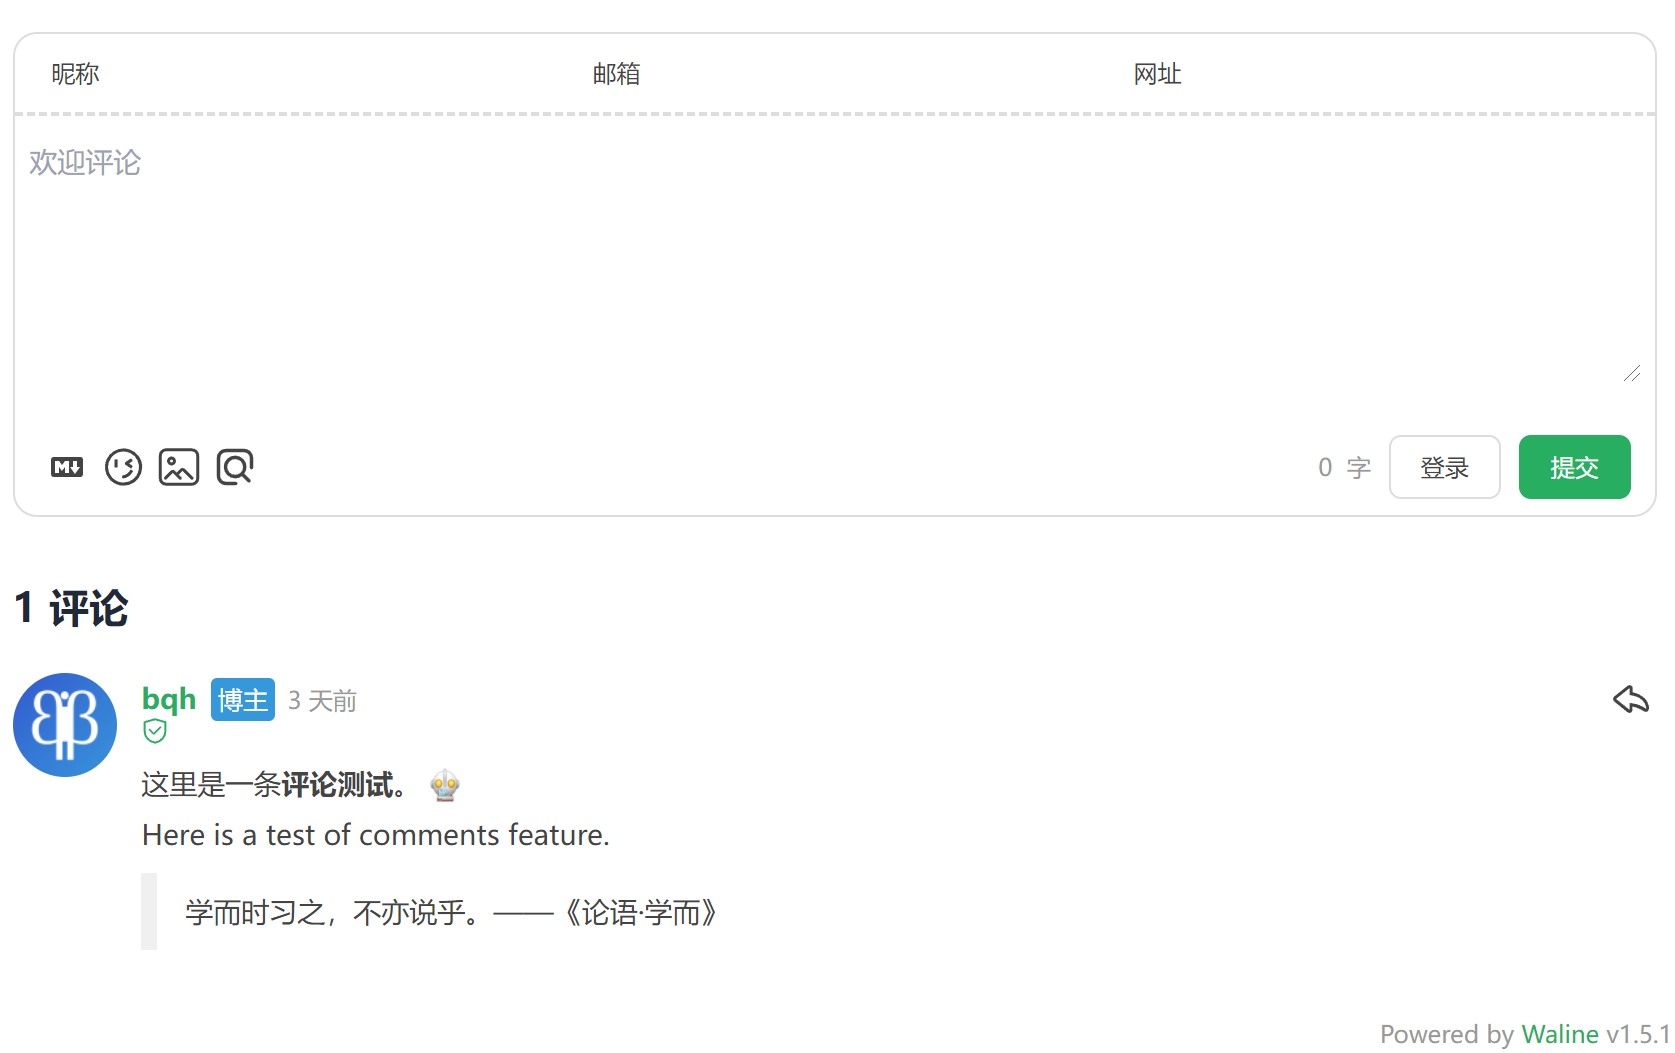 昵称 邮箱 网址
欢迎评论
M 0 字 登录 提交
1 评论
bqh 博主 3 天前
这里是一条评论测试。
Here is a test of comments feature.
学而时习之，不亦说乎。——《论语·学而》
Powered by Waline v1.5.1